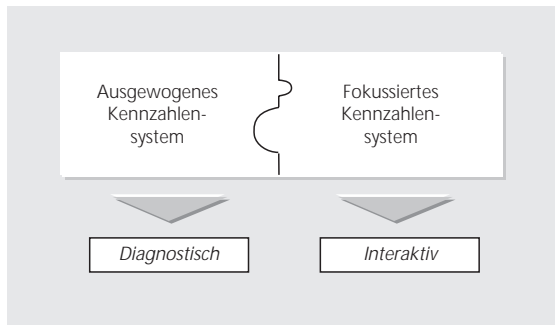 Ausgewogenes
Kennzahlen-
system
Fokussiertes
Kennzahlen-
system
Diagnostisch
Interaktiv